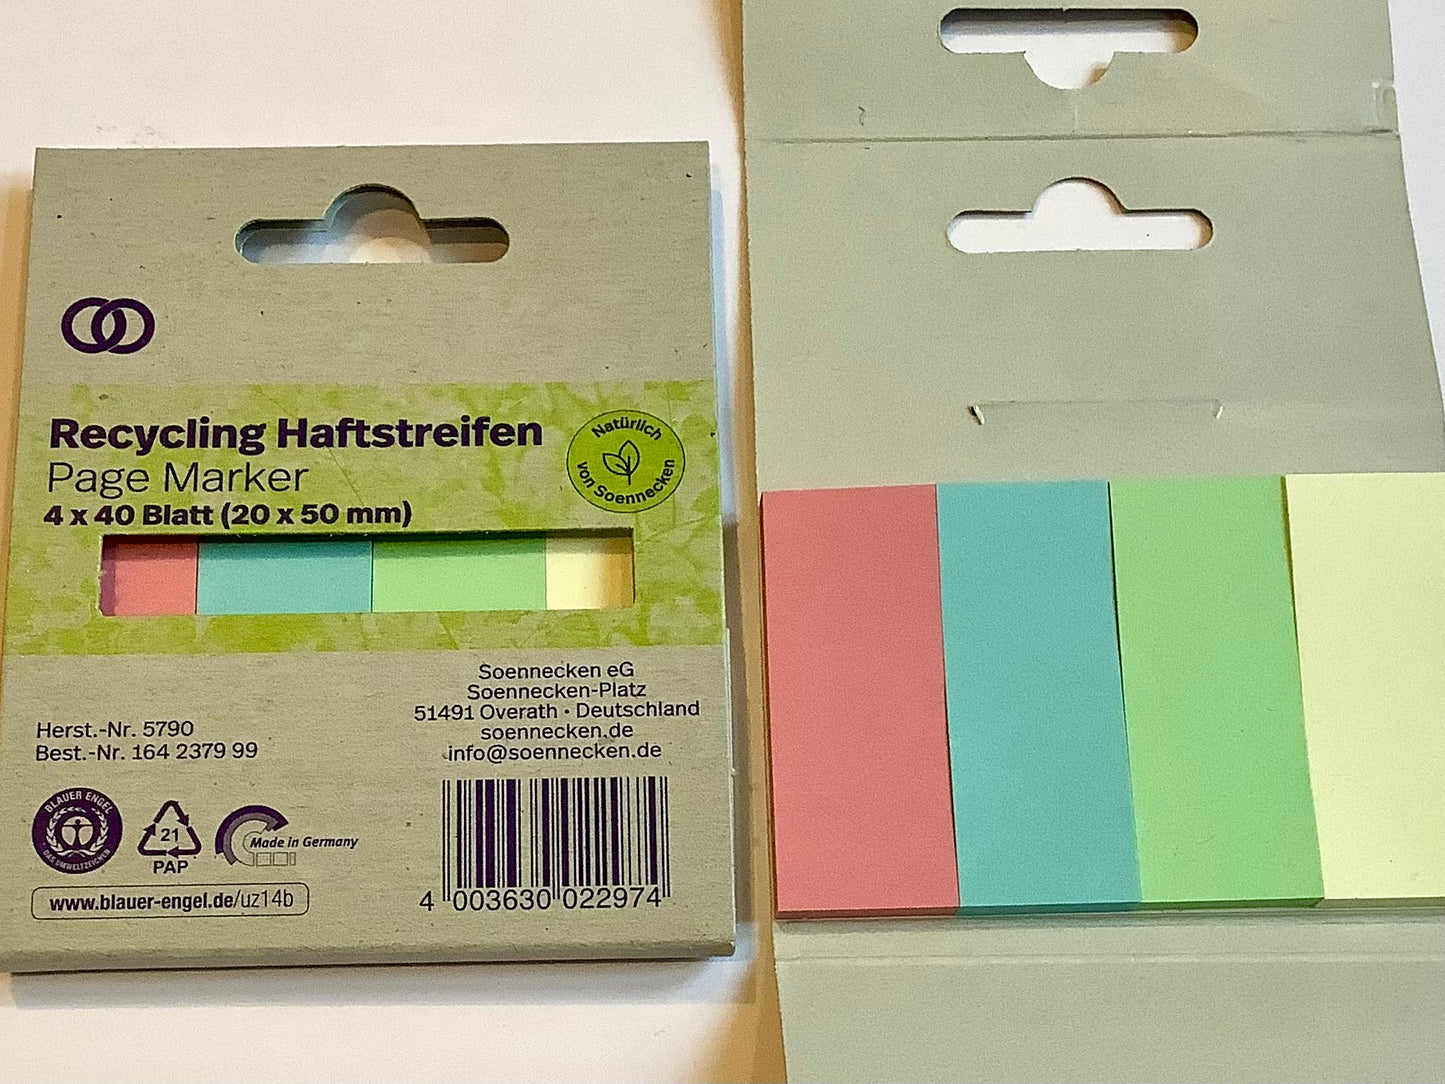 Recycling Haftstreifen
Page Marker
4 x 40 Blatt (20 x 50 mm)
Natürlich
von Soennecken
Soennecken eG
Soennecken-Platz
51491 Overath · Deutschland
soennecken.de
info@soennecken.de
Herst.-Nr. 5790
Best.-Nr. 164 2379 99
BLAUER ENGEL
DAS UMWELTZEICHEN
21
PAP
Made in Germany
www.blauer-engel.de/uz14b
4 003630 022974